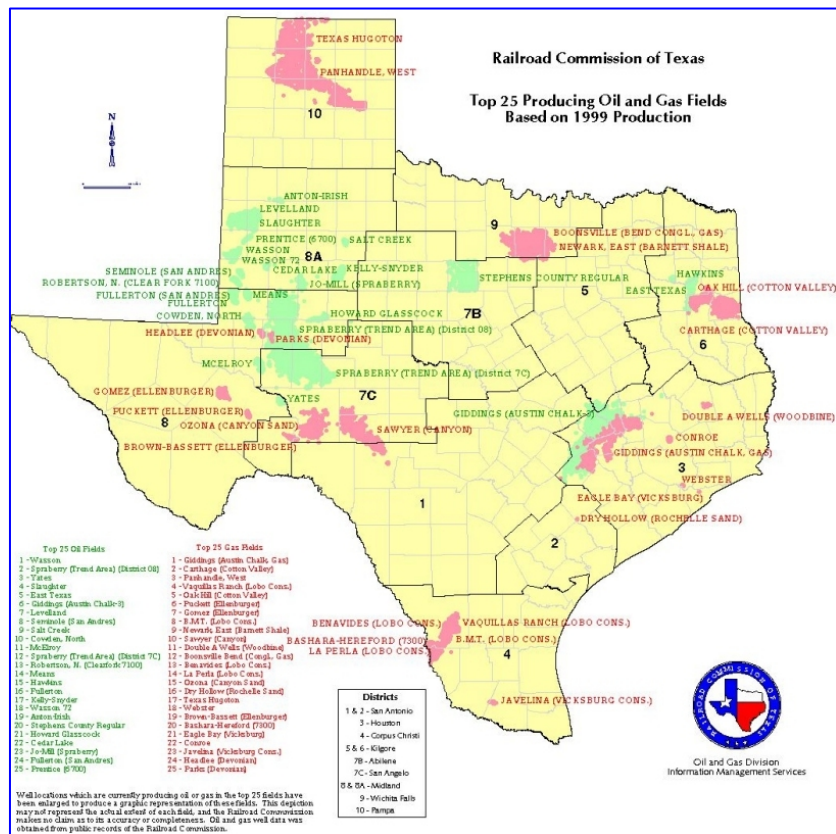 Railroad Commission of Texas
Top 25 Producing Oil and Gas Fields
Based on 1999 Production
N
TEXAS HUGOTON
PANHANDLE, WEST
10
ANTON-IRISH
LEVELLAND
SLAUGHTER
PRENTICE (6700)
SALT CREEK
8A
WASSON
WASSON 72
SEMINOLE (SAN ANDRES)
CEDAR LAKE
KELLY-SNYDER
ROBERTSON, N. (CLEAR FORK 7100)
JO-MILL (SPRABERRY)
FULLERTON (SAN ANDRES)
MEANS
FULLERTON
COWDEN, NORTH
HOWARD GLASSCOCK
HEADLEE (DEVONIAN)
SPRABERRY (TREND AREA) (District 08)
PARKS (DEVONIAN)
MCELROY
SPRABERRY (TREND AREA) (District 7C)
9
BOONSVILLE (BEND CONGL., GAS)
NEWARK, EAST (BARNETT SHALE)
STEPHENS COUNTY REGULAR
7B
5
HAWKINS
OAK HILL (COTTON VALLEY)
EAST TEXAS
CARTHAGE (COTTON VALLEY)
6
GOMEZ (ELLENBURGER)
7C
YATES
PUCKETT (ELLENBURGER)
8
OZONA (CANYON SAND)
SAWYER (CANYON)
BROWN-BASSETT (ELLENBURGER)
GIDDINGS (AUSTIN CHALK-3)
DOUBLE A WELLS (WOODBINE)
CONROE
GIDDINGS (AUSTIN CHALK, GAS)
3
WEBSTER
EAGLE BAY (VICKSBURG)
DRY HOLLOW (ROCHELLE SAND)
1
2
BENAVIDES (LOBO CONS.)
VAQUILLAS RANCH (LOBO CONS.)
BASHARA-HEREFORD (7300)
B.M.T. (LOBO CONS.)
LA PERLA (LOBO CONS.)
4
JAVELINA (VICKSBURG CONS.)
Top 25 Oil Fields
1 - Wasson
2 - Spraberry (Trend Area) (District 08)
3 - Yates
4 - Slaughter
5 - East Texas
6 - Giddings (Austin Chalk-3)
7 - Levelland
8 - Seminole (San Andres)
9 - Salt Creek
10 - Cowden, North
11 - McElroy
12 - Spraberry (Trend Area) (District 7C)
13 - Robertson, N. (Clearfork 7100)
14 - Means
15 - Hawkins
16 - Fullerton
17 - Kelly-Snyder
18 - Wasson 72
19 - Anton-Irish
20 - Stephens County Regular
21 - Howard Glasscock
22 - Cedar Lake
23 - Jo-Mill (Spraberry)
24 - Fullerton (San Andres)
25 - Prentice (6700)
Top 25 Gas Fields
1 - Giddings (Austin Chalk, Gas)
2 - Carthage (Cotton Valley)
3 - Panhandle, West
4 - Vaquillas Ranch (Lobo Cons.)
5 - Oak Hill (Cotton Valley)
6 - Puckett (Ellenburger)
7 - Gomez (Ellenburger)
8 - B.M.T. (Lobo Cons.)
9 - Newark, East (Barnett Shale)
10 - Sawyer (Canyon)
11 - Double A Wells (Woodbine)
12 - Boonsville Bend (Congl., Gas)
13 - Benavides (Lobo Cons.)
14 - La Perla (Lobo Cons.)
15 - Ozona (Canyon Sand)
16 - Dry Hollow (Rochelle Sand)
17 - Texas Hugoton
18 - Webster
19 - Brown-Bassett (Ellenburger)
20 - Bashara-Hereford (7300)
21 - Eagle Bay (Vicksburg)
22 - Conroe
23 - Javelina (Vicksburg Cons.)
24 - Headlee (Devonian)
25 - Parks (Devonian)
Districts
1 & 2 - San Antonio
3 - Houston
4 - Corpus Christi
5 & 6 - Kilgore
7B - Abilene
7C - San Angelo
8 & 8A - Midland
9 - Wichita Falls
10 - Pampa
RAILROAD COMMISSION OF TEXAS
Oil and Gas Division
Information Management Services
Well locations which are currently producing oil or gas in the top 25 fields have
been enlarged to produce a graphic representation of these fields. This depiction
may not represent the actual extent of each field, and the Railroad Commmission
makes no claim as to its accuracy or completeness. Oil and gas well data was
obtained from public records of the Railroad Commission.